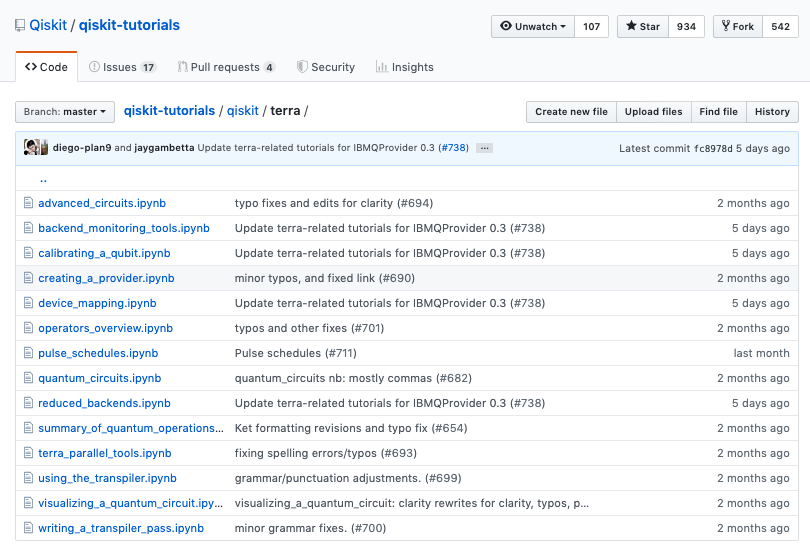 Qiskit / qiskit-tutorials Unwatch 107 Star 934 Fork 542
Code Issues 17 Pull requests 4 Security Insights
Branch: master qiskit-tutorials / qiskit / terra / Create new file Upload files Find file History
diego-plan9 and jaygambetta Update terra-related tutorials for IBMQProvider 0.3 (#738) ... Latest commit fc8978d 5 days ago
..
advanced_circuits.ipynb typo fixes and edits for clarity (#694) 2 months ago
backend_monitoring_tools.ipynb Update terra-related tutorials for IBMQProvider 0.3 (#738) 5 days ago
calibrating_a_qubit.ipynb Update terra-related tutorials for IBMQProvider 0.3 (#738) 5 days ago
creating_a_provider.ipynb minor typos, and fixed link (#690) 2 months ago
device_mapping.ipynb Update terra-related tutorials for IBMQProvider 0.3 (#738) 5 days ago
operators_overview.ipynb typos and other fixes (#701) 2 months ago
pulse_schedules.ipynb Pulse schedules (#711) last month
quantum_circuits.ipynb quantum_circuits nb: mostly commas (#682) 2 months ago
reduced_backends.ipynb Update terra-related tutorials for IBMQProvider 0.3 (#738) 5 days ago
summary_of_quantum_operations... Ket formatting revisions and typo fix (#654) 2 months ago
terra_parallel_tools.ipynb fixing spelling errors/typos (#693) 2 months ago
using_the_transpiler.ipynb grammar/punctuation adjustments. (#699) 2 months ago
visualizing_a_quantum_circuit.ipy... visualizing_a_quantum_circuit: clarity rewrites for clarity, typos, p... 2 months ago
writing_a_transpiler_pass.ipynb minor grammar fixes. (#700) 2 months ago